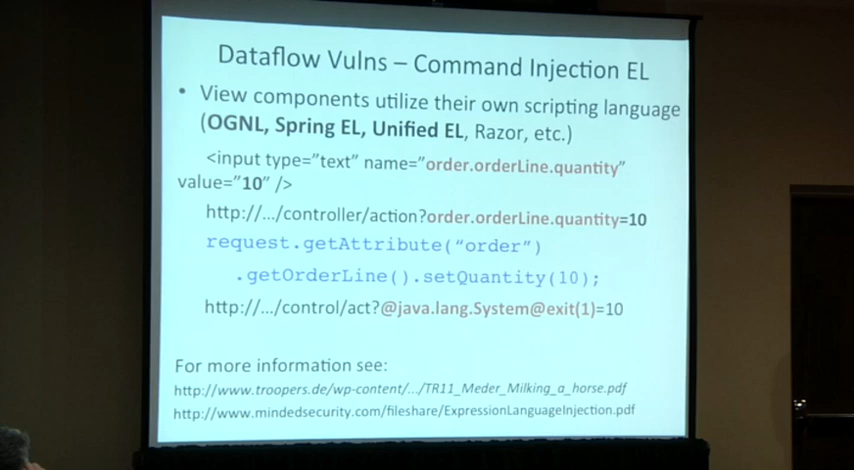 Dataflow Vulns – Command Injection EL
• View components utilize their own scripting language
(OGNL, Spring EL, Unified EL, Razor, etc.)
<input type=”text” name=”order.orderLine.quantity”
value=”10” />
http://.../controller/action?order.orderLine.quantity=10
request.getAttribute(“order”)
.getOrderLine().setQuantity(10);
http://.../control/act?@java.lang.System@exit(1)=10
For more information see:
http://www.troopers.de/wp-content/.../TR11_Meder_Milking_a_horse.pdf
http://www.mindedsecurity.com/fileshare/ExpressionLanguageInjection.pdf